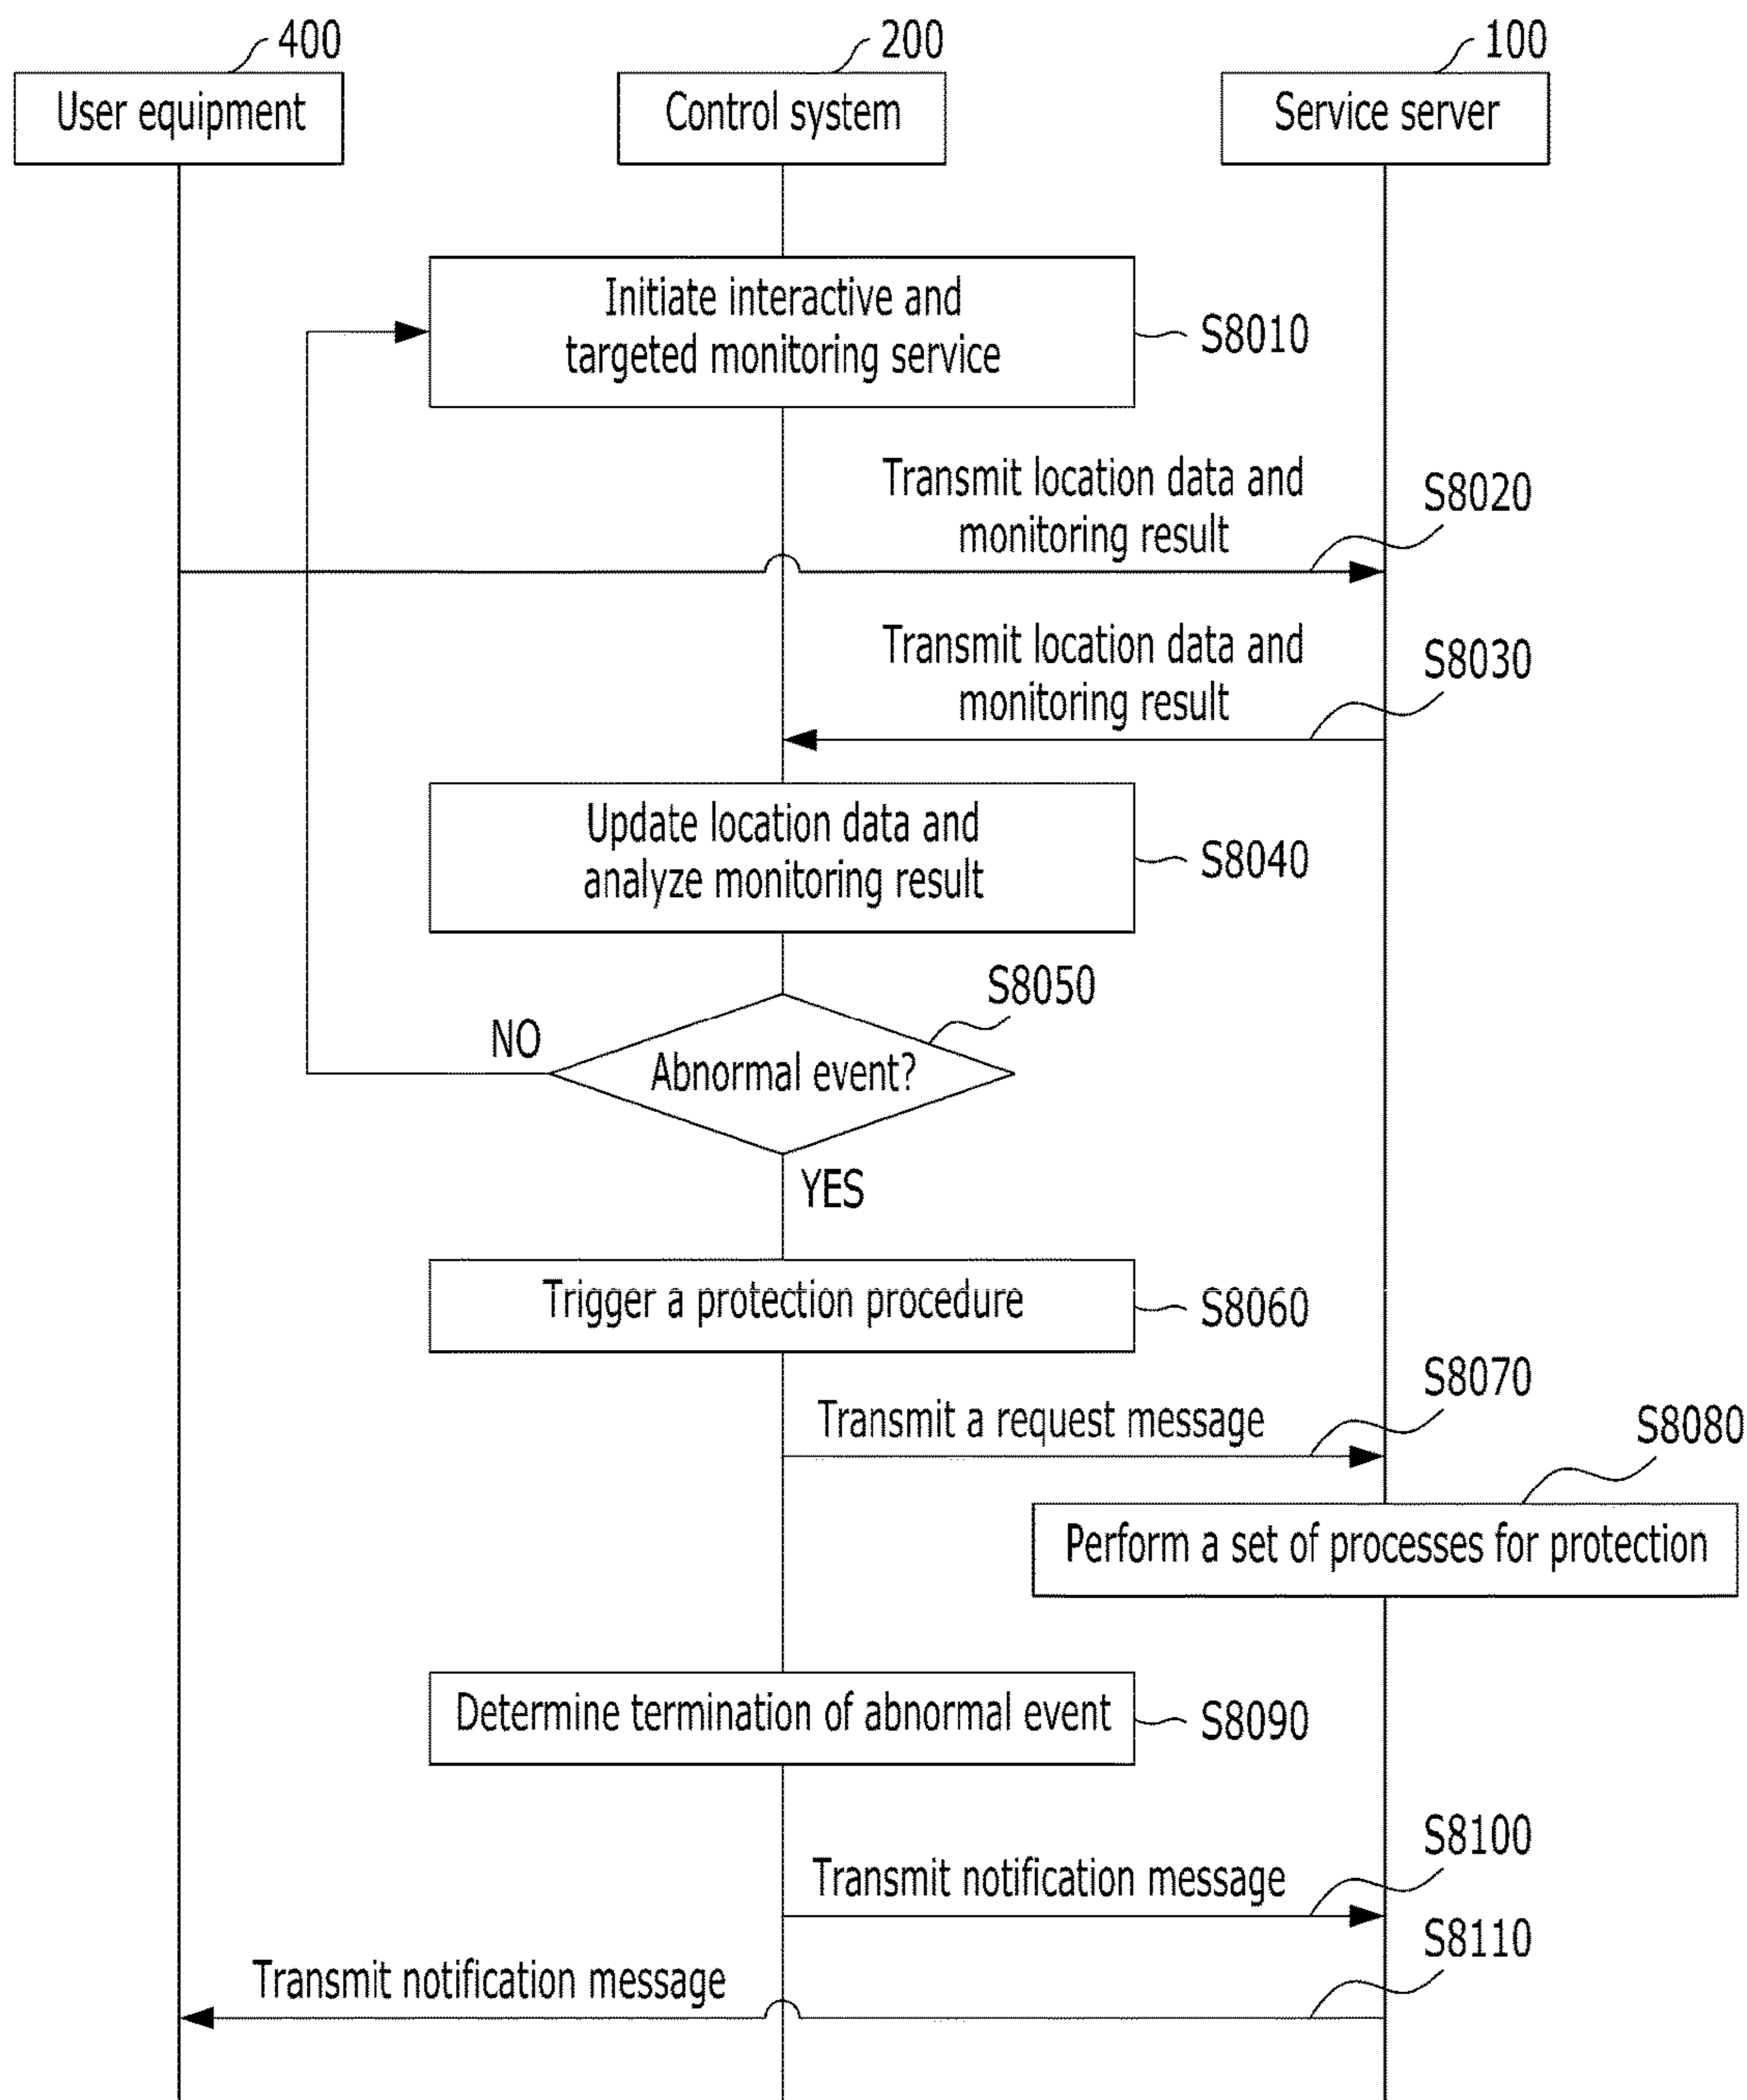 400
200
100
User equipment
Control system
Service server
Initiate interactive and
targeted monitoring service
S8010
Transmit location data and
monitoring result
S8020
Transmit location data and
monitoring result
S8030
Update location data and
analyze monitoring result
S8040
S8050
NO
Abnormal event?
YES
Trigger a protection procedure
S8060
S8070
Transmit a request message
S8080
Perform a set of processes for protection
Determine termination of abnormal event
S8090
S8100
Transmit notification message
S8110
Transmit notification message